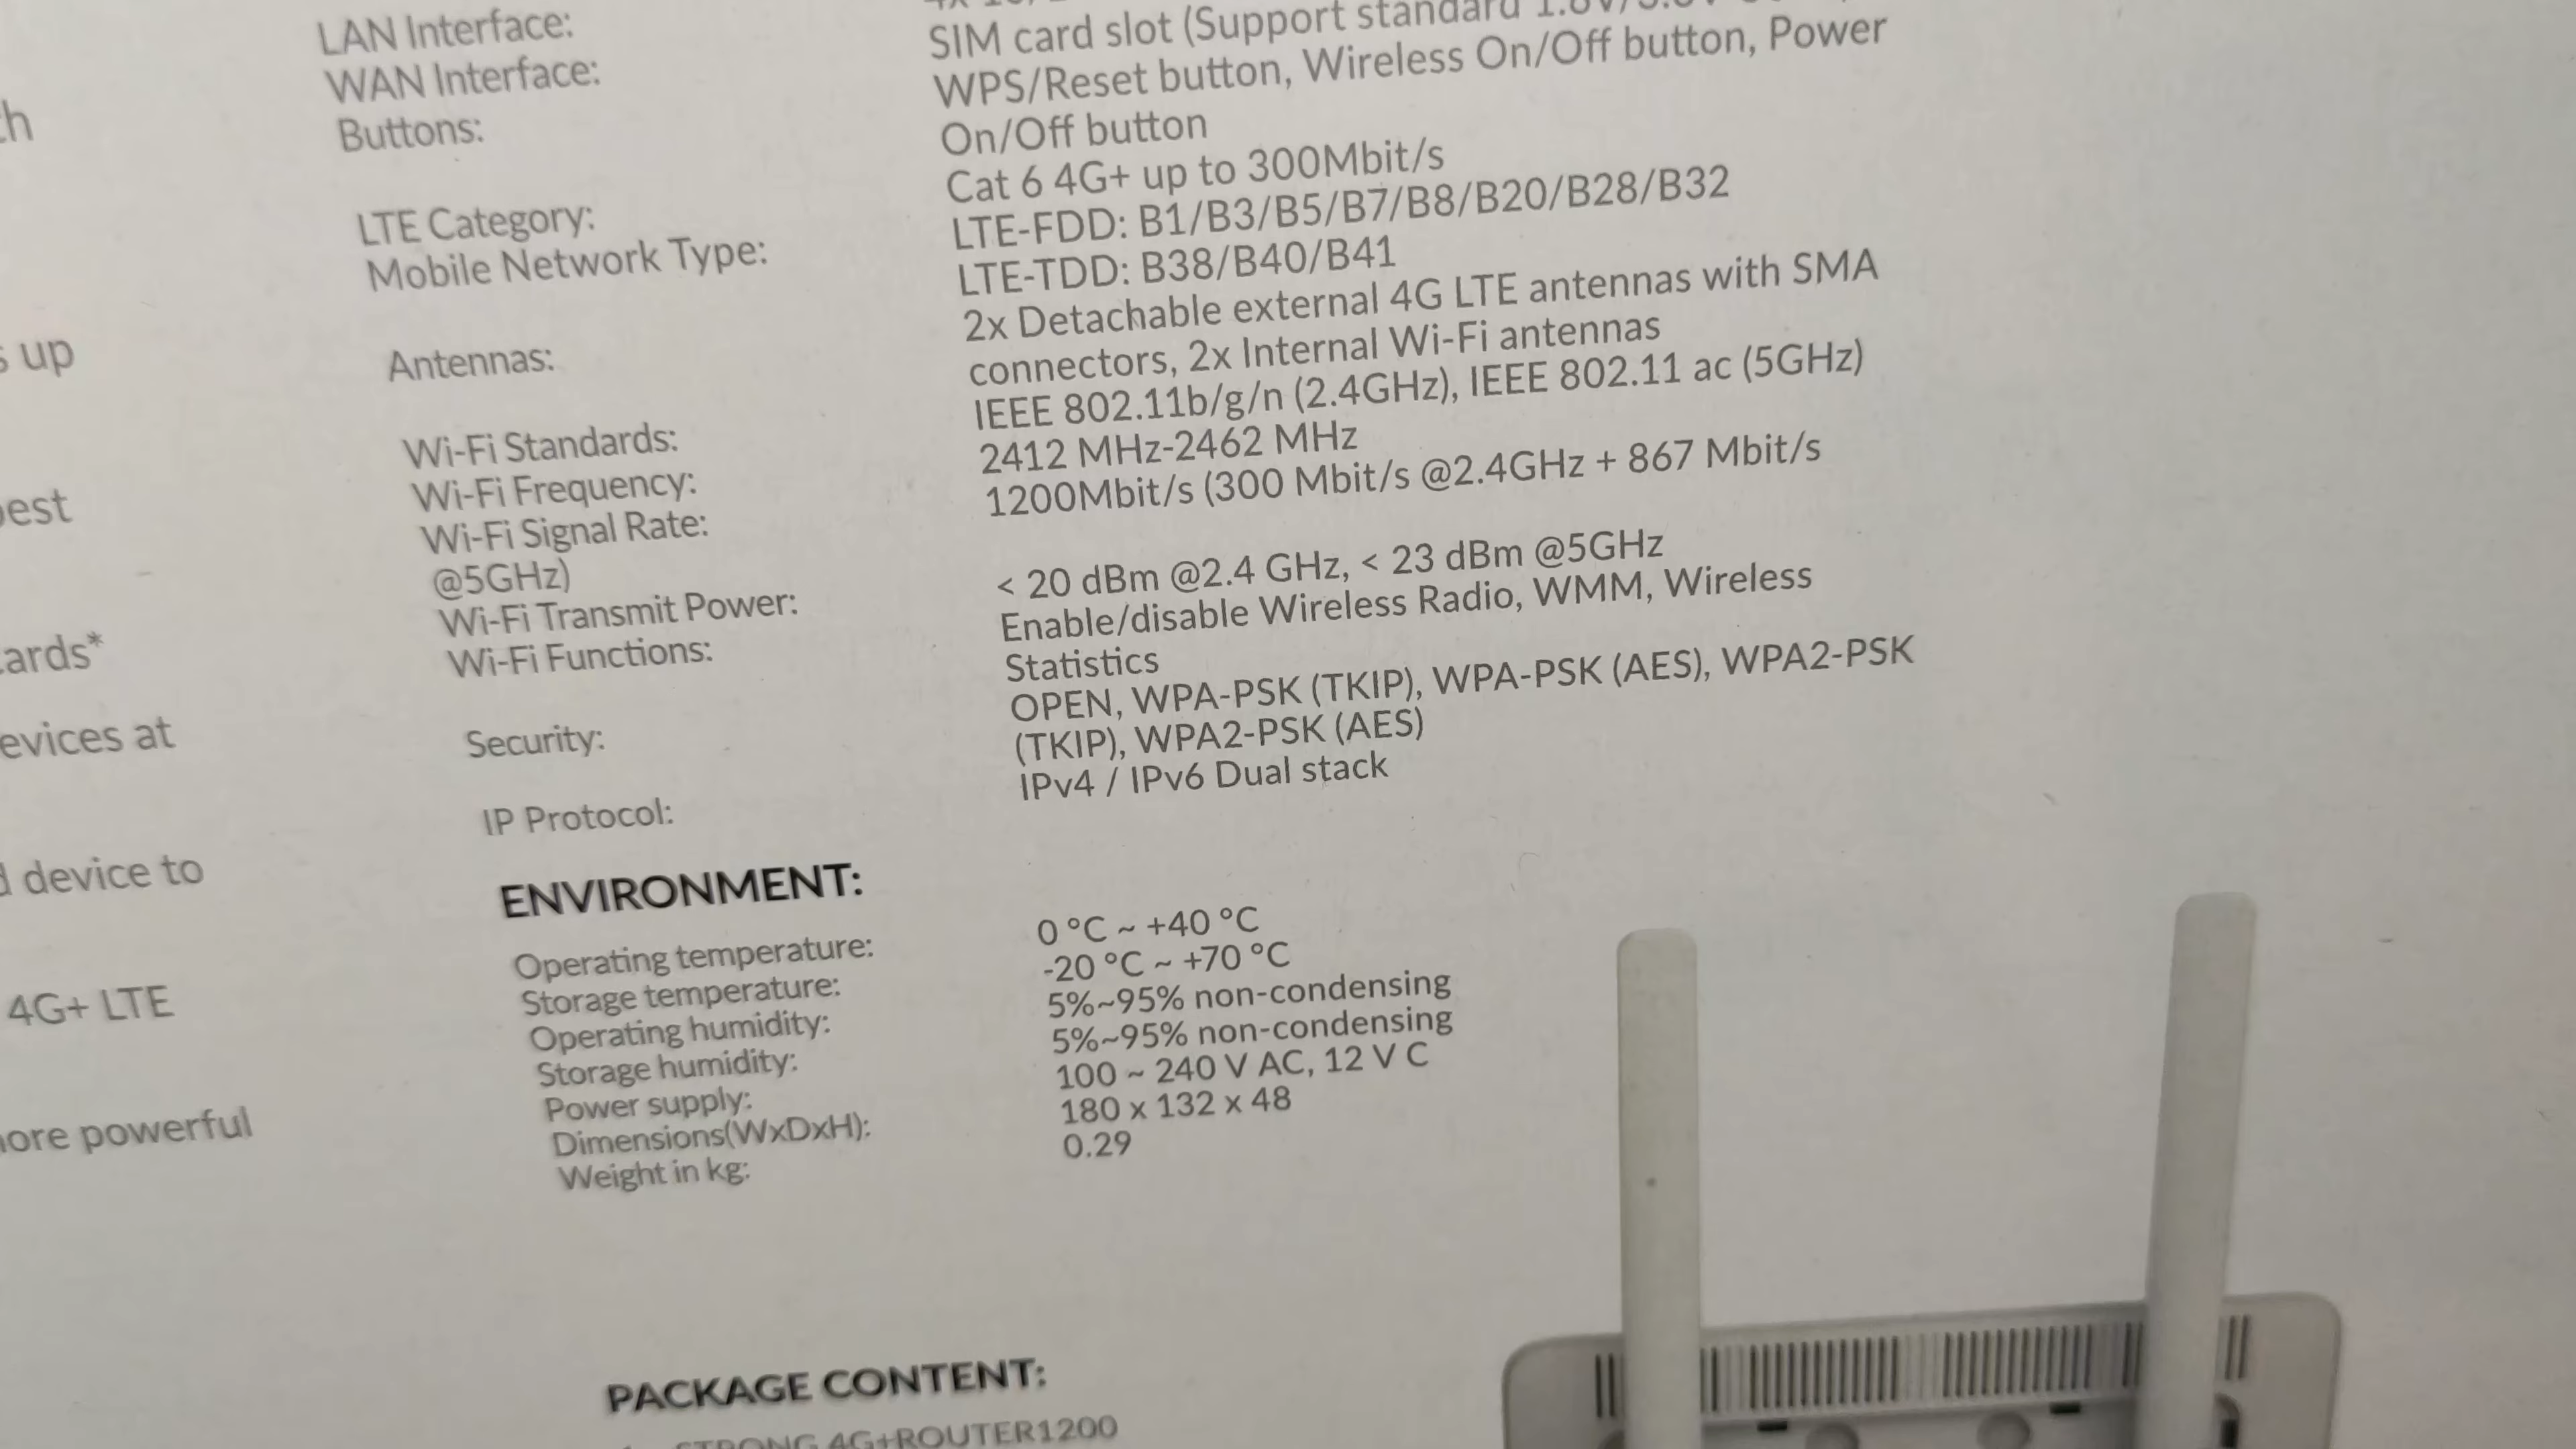 th
s up
best
cards*
devices at
d device to
4G+ LTE
more powerful
LAN Interface:
WAN Interface:
SIM card slot (Support standard
Buttons:
WPS/Reset button, Wireless On/Off button, Power
On/Off button
LTE Category:
Cat 6 4G+ up to 300Mbit/s
Mobile Network Type:
LTE-FDD: B1/B3/B5/B7/B8/B20/B28/B32
LTE-TDD: B38/B40/B41
Antennas:
2x Detachable external 4G LTE antennas with SMA
connectors, 2x Internal Wi-Fi antennas
Wi-Fi Standards:
IEEE 802.11b/g/n (2.4GHz), IEEE 802.11 ac (5GHz)
Wi-Fi Frequency:
2412 MHz-2462 MHz
Wi-Fi Signal Rate:
1200Mbit/s (300 Mbit/s @2.4GHz + 867 Mbit/s
@5GHz)
Wi-Fi Transmit Power:
< 20 dBm @2.4 GHz, < 23 dBm @5GHz
Wi-Fi Functions:
Enable/disable Wireless Radio, WMM, Wireless
Statistics
Security:
OPEN, WPA-PSK (TKIP), WPA-PSK (AES), WPA2-PSK
(TKIP), WPA2-PSK (AES)
IP Protocol:
IPv4 / IPv6 Dual stack
ENVIRONMENT:
Operating temperature:
0 °C ~ +40 °C
Storage temperature:
-20 °C ~ +70 °C
Operating humidity:
5%~95% non-condensing
Storage humidity:
5%~95% non-condensing
Power supply:
100 ~ 240 V AC, 12 V C
Dimensions(WxDxH):
180 x 132 x 48
Weight in kg:
0.29
PACKAGE CONTENT:
STRONG 4G+ROUTER1200